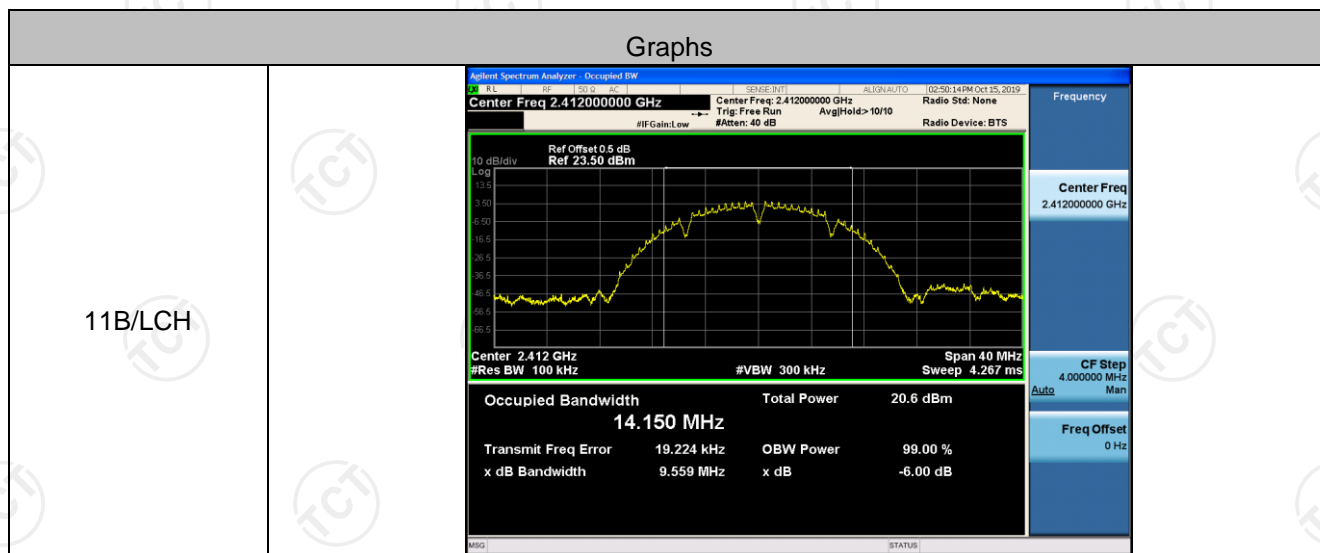 Graphs
11B/LCH
Agilent Spectrum Analyzer - Occupied BW
RL RF 50 Ω AC SENSE:INT ALIGN AUTO 02:50:14 PM Oct 15, 2019
Center Freq 2.412000000 GHz
Center Freq: 2.412000000 GHz
Radio Std: None
Trig: Free Run Avg|Hold:>10/10
#IFGain:Low
#Atten: 40 dB
Radio Device: BTS
Ref Offset 0.5 dB
10 dB/div Ref 23.50 dBm
Log
13.5
3.50
-6.50
-16.5
-26.5
-36.5
-46.5
-56.5
-66.5
Center 2.412 GHz
Span 40 MHz
#Res BW 100 kHz
#VBW 300 kHz
Sweep 4.267 ms
Occupied Bandwidth
14.150 MHz
Total Power 20.6 dBm
Transmit Freq Error 19.224 kHz OBW Power 99.00 %
x dB Bandwidth 9.559 MHz x dB -6.00 dB
Frequency
Center Freq
2.412000000 GHz
CF Step
4.000000 MHz
Auto Man
Freq Offset
0 Hz
MSG STATUS
TCT
TCT
TCT
TCT
TCT